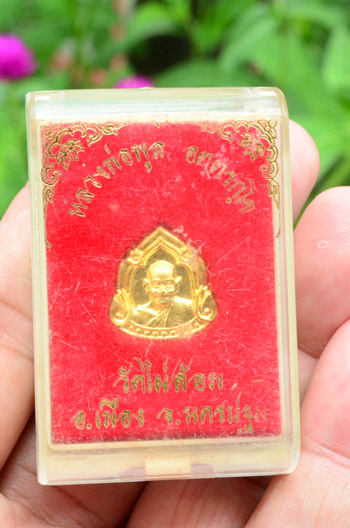 หลวงพ่อพูล อตฺตรกฺโข
วัดไผ่ล้อม
อ.เมือง จ.นครปฐม